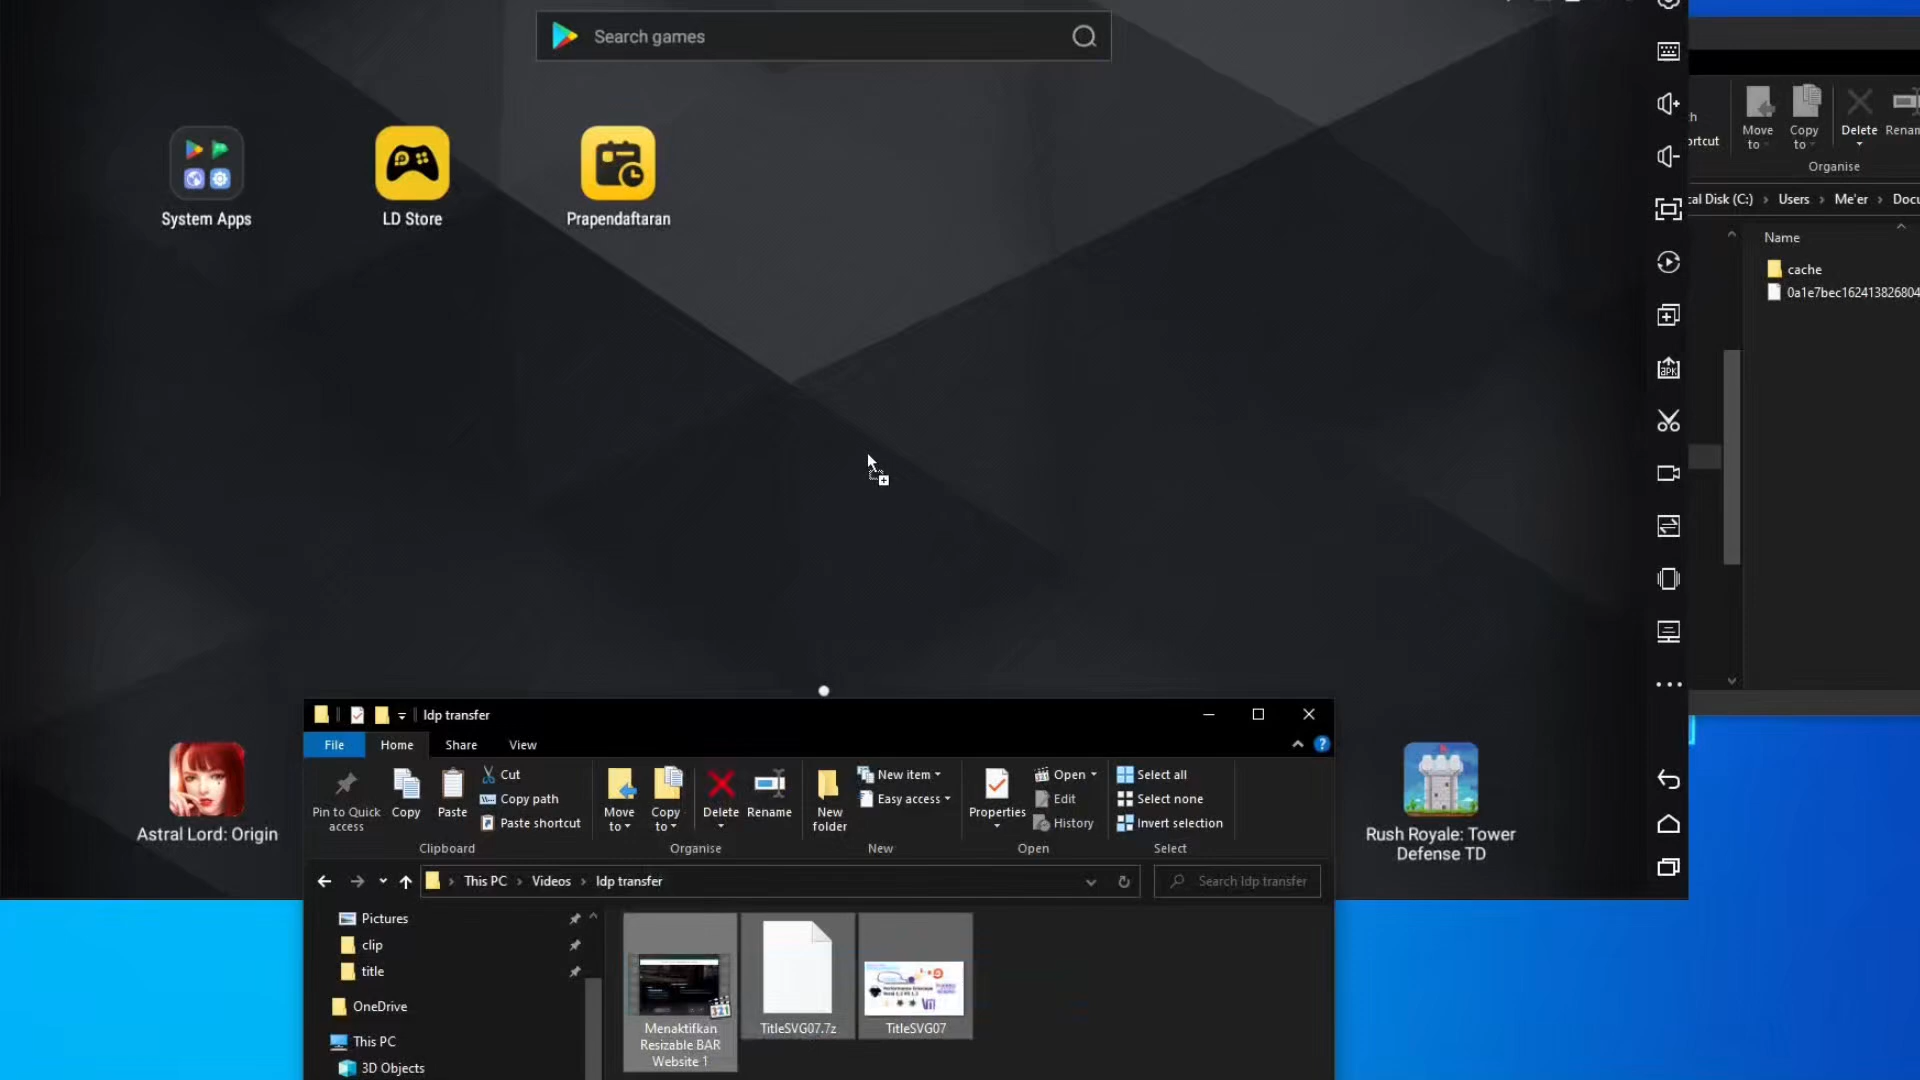 Search games
System Apps
LD Store
Prapendaftaran
Astral Lord: Origin
Rush Royale: Tower
Defense TD
Move
to
Copy
to
Delete
Organise
cal Disk (C:) › Users › Me'er ›
Name
cache
0a1e7bec162413826804
ldp transfer
File
Home
Share
View
Pin to Quick
access
Copy
Paste
Cut
Copy path
Paste shortcut
Clipboard
Move
to
Copy
to
Delete
Rename
Organise
New
folder
New item
Easy access
New
Properties
Open
Edit
History
Open
Select all
Select none
Invert selection
Select
This PC › Videos › ldp transfer
Search ldp transfer
Pictures
clip
title
OneDrive
This PC
3D Objects
Menaktifkan
Resizable BAR
Website 1
TitleSVG07.7z
TitleSVG07